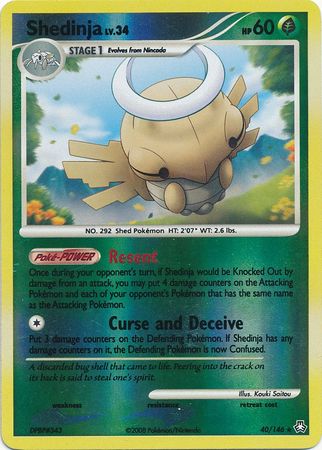 Shedinja LV.34 HP 60
STAGE 1 Evolves from Nincada
NO. 292 Shed Pokémon HT: 2'07" WT: 2.6 lbs.
Poké-POWER Resent
Once during your opponent's turn, if Shedinja would be Knocked Out by
damage from an attack, you may put 4 damage counters on the Attacking
Pokémon and each of your opponent's Pokémon that has the same name
as the Attacking Pokémon.
Curse and Deceive
Put 3 damage counters on the Defending Pokémon. If Shedinja has any
damage counters on it, the Defending Pokémon is now Confused.
A discarded bug shell that came to life. Peering into the crack on
its back is said to steal one's spirit.
Illus. Kouki Saitou
weakness resistance retreat cost
DPBP#343 ©2008 Pokémon/Nintendo 40/146